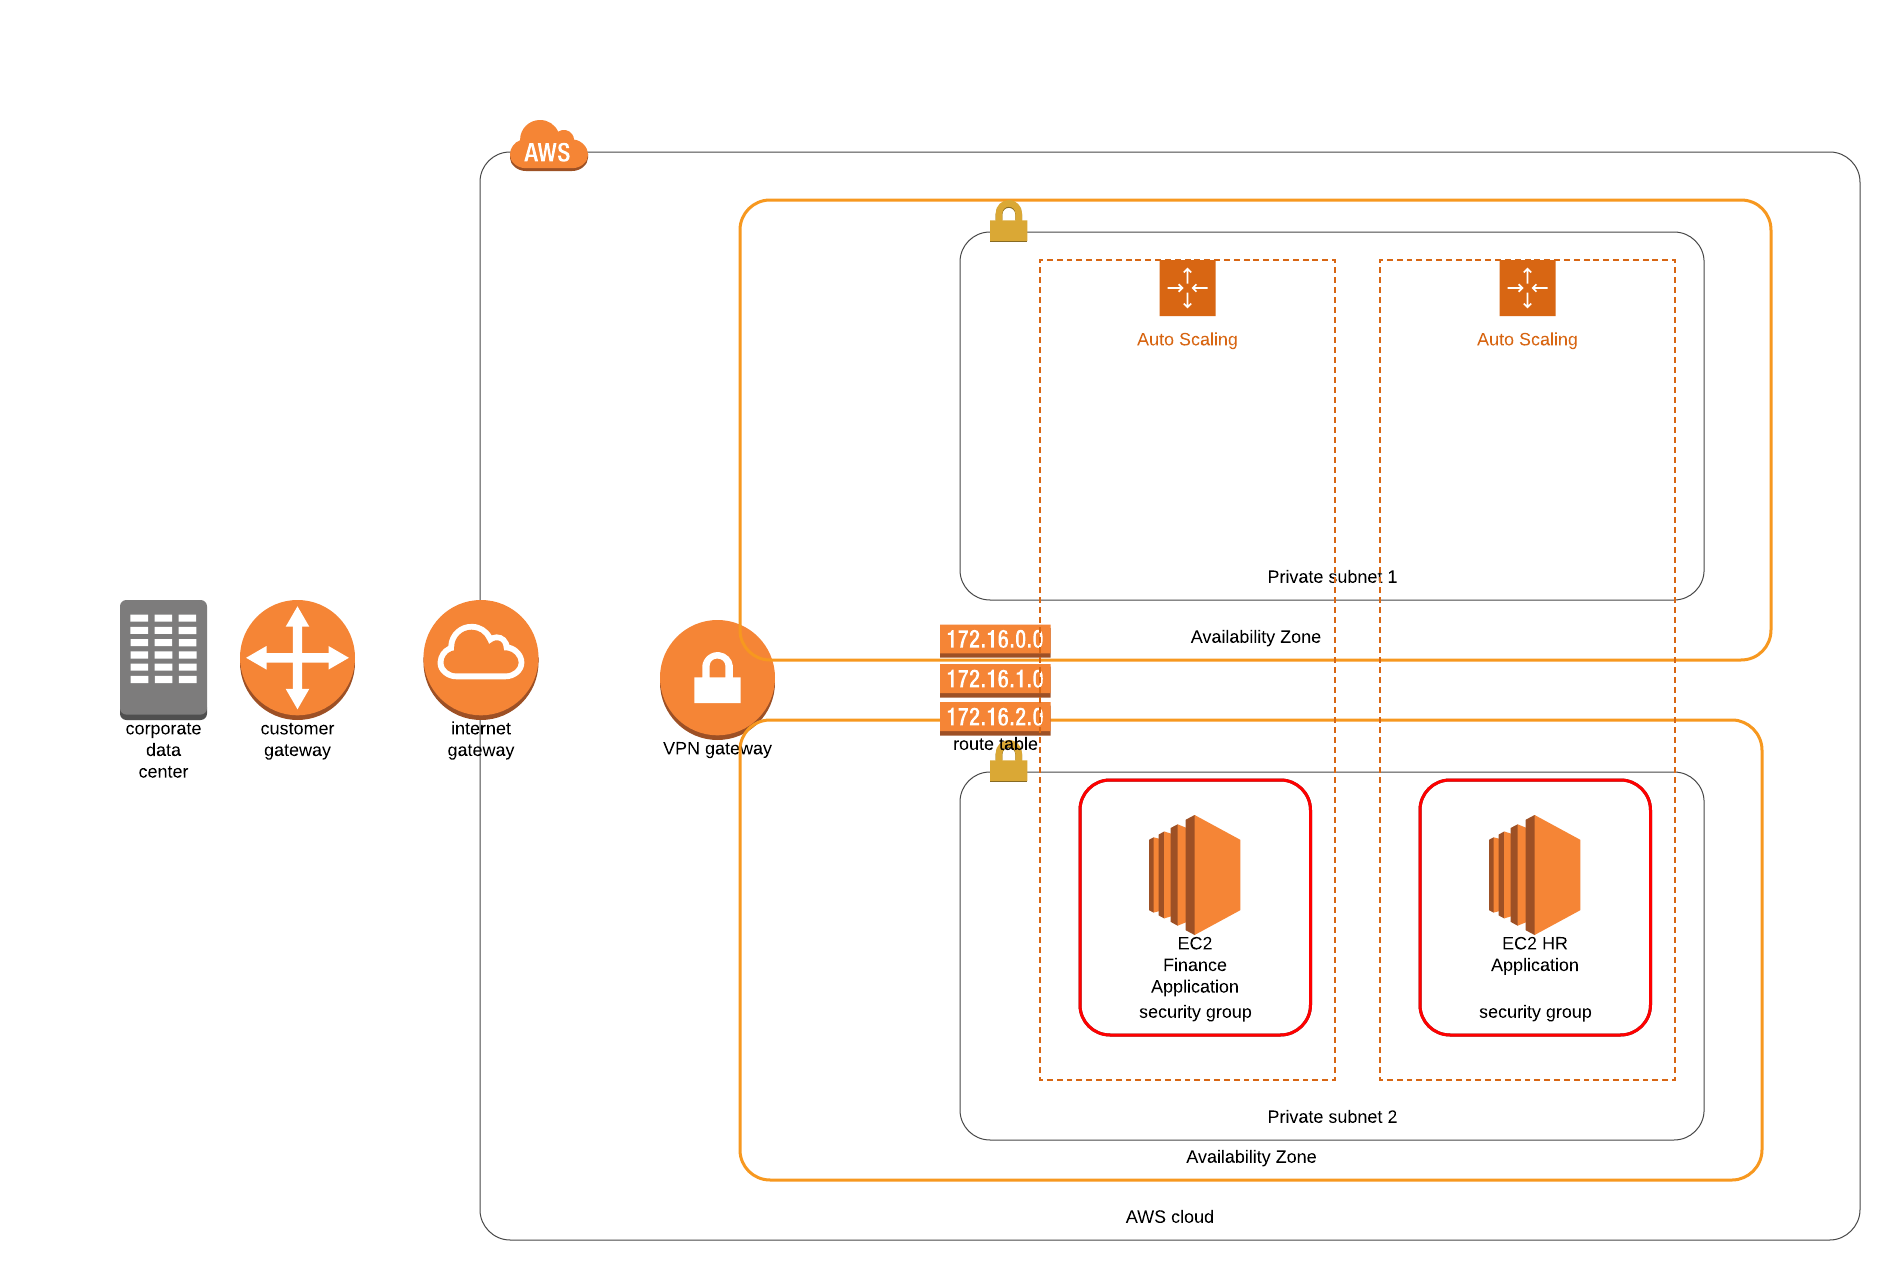 AWS
Auto Scaling
Auto Scaling
Private subnet 1
Availability Zone
172.16.0.0
172.16.1.0
172.16.2.0
route table
corporate
data
center
customer
gateway
internet
gateway
VPN gateway
EC2
Finance
Application
security group
EC2 HR
Application
security group
Private subnet 2
Availability Zone
AWS cloud